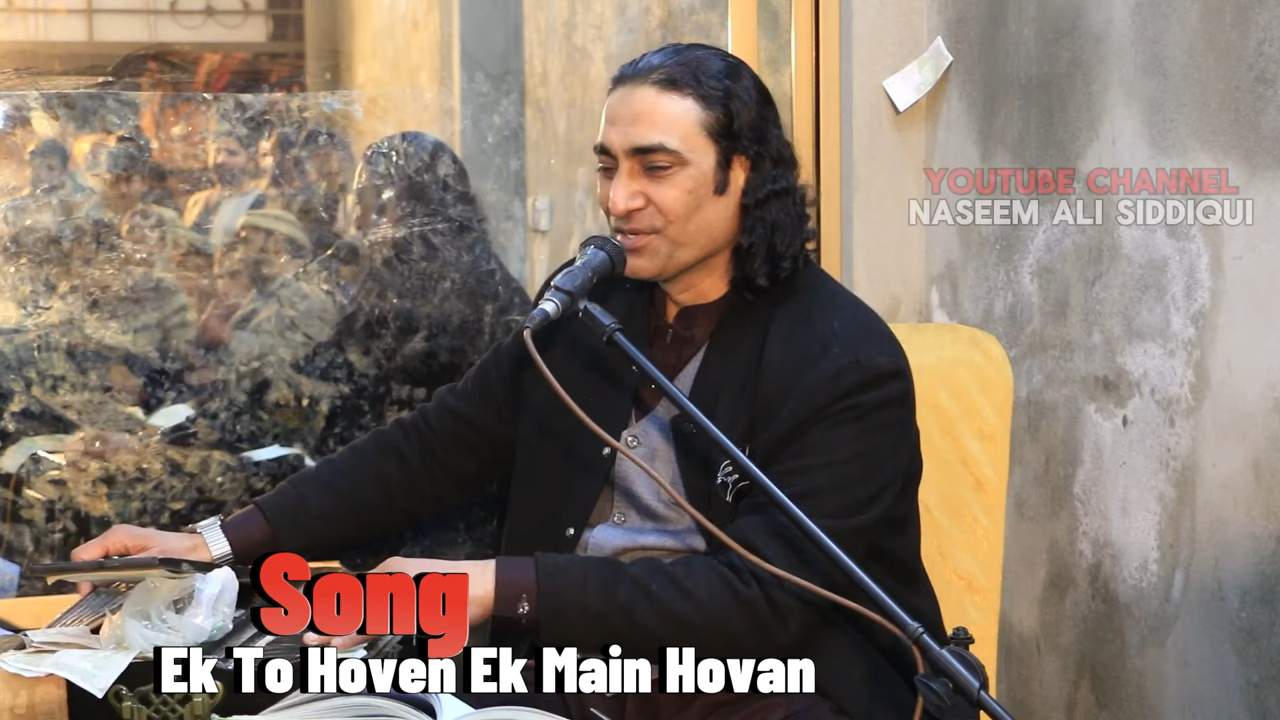 YOUTUBE CHANNEL
NASEEM ALI SIDDIQUI
Song
Ek To Hoven Ek Main Hovan